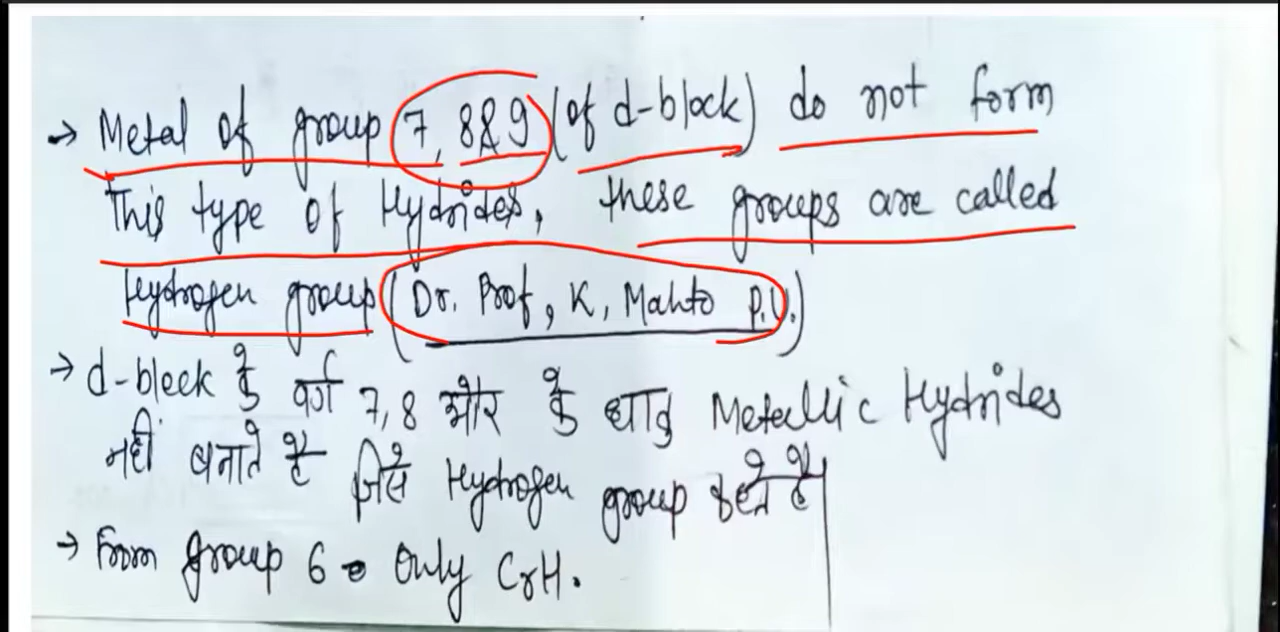 → Metal of group 7, 8 & 9 (of d-block) do not form
This type of Hydrides, these groups are called
Hydrogen group (Dr. Prof, K, Mahto P.U.)
→ d-block के वर्ग 7, 8 और के धातु Metallic Hydrides
नहीं बनाते है जिसे Hydrogen group कहते है
→ From group 6 Only CrH.